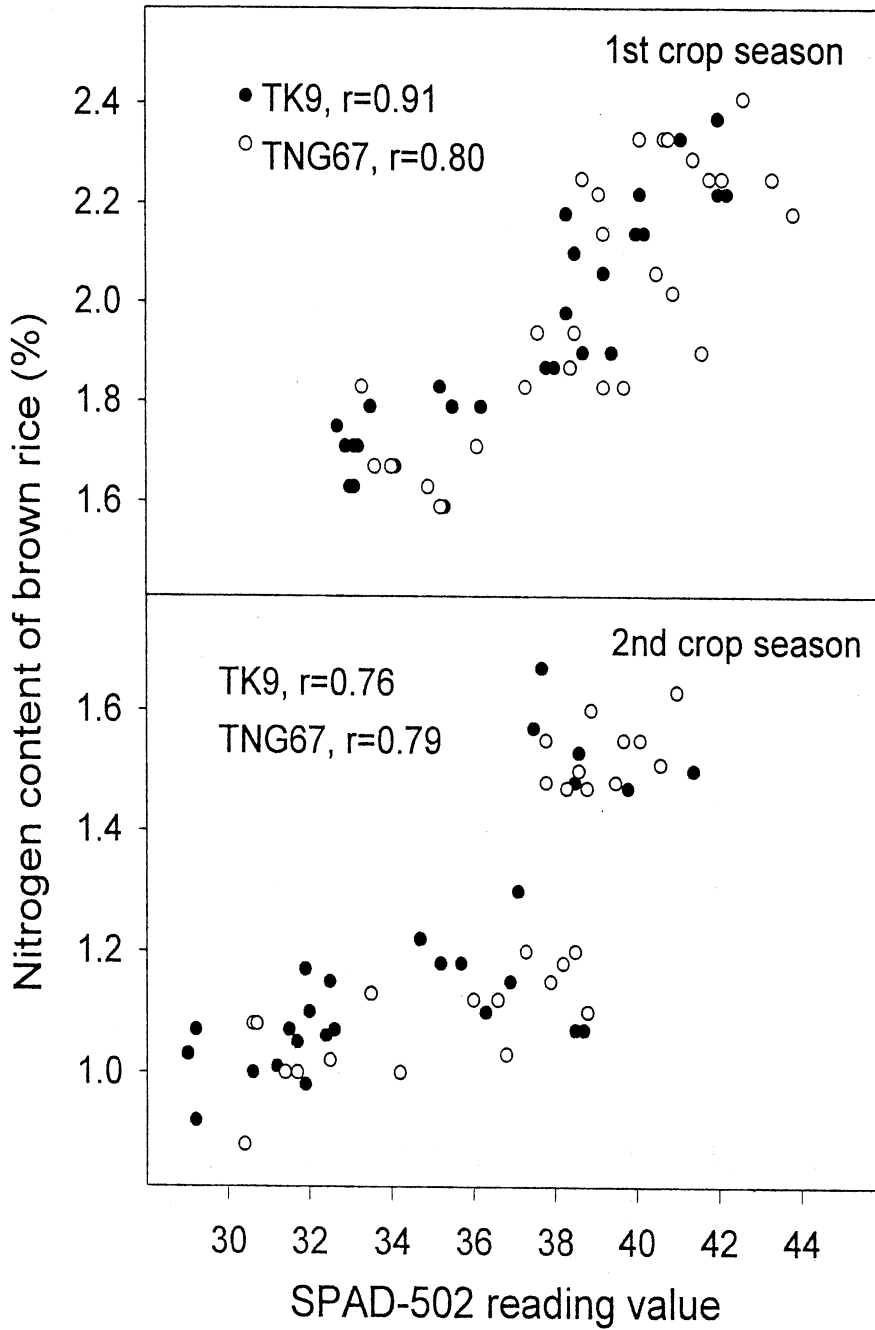 1st crop season
TK9, r=0.91
TNG67, r=0.80
2.4
2.2
2.0
1.8
1.6
2nd crop season
TK9, r=0.76
TNG67, r=0.79
1.6
1.4
1.2
1.0
Nitrogen content of brown rice (%)
30 32 34 36 38 40 42 44
SPAD-502 reading value